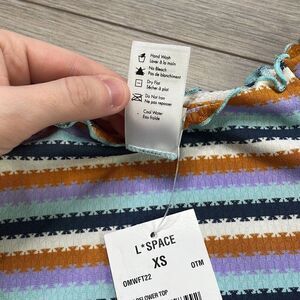 Hand Wash
Laver à la main
No Bleach
Pas de blanchiment
Dry Flat
Sécher à plat
Do Not Iron
Ne pas repasser
Cool Water
Eau froide
L*SPACE
XS
OMWFT22
OTM
FLOWER TOP